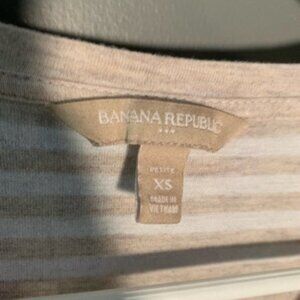 BANANA REPUBLIC
PETITE
XS
MADE IN
VIETNAM